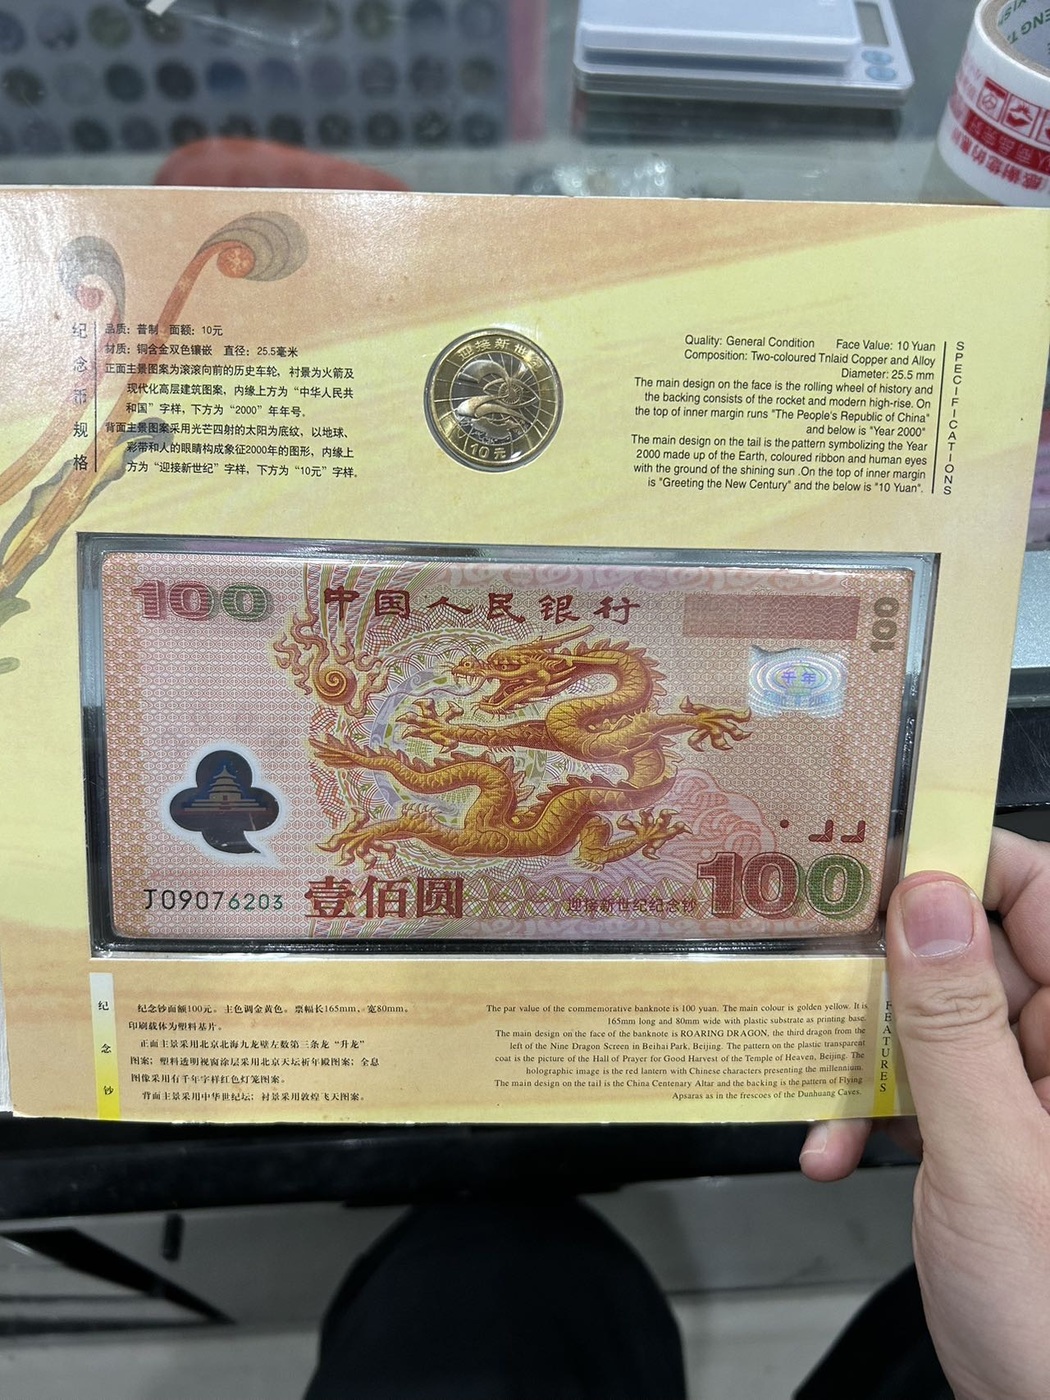 纪念币规格
品质：普制　面额：10元
材质：铜合金双色镶嵌　直径：25.5毫米
正面主景图案为滚滚向前的历史车轮，衬景为火箭及
现代化高层建筑图案，内缘上方为“中华人民共
和国”字样，下方为“2000”年年号。
背面主景图案采用光芒四射的太阳为底纹，以地球、
彩带和人的眼睛构成象征2000年的图形，内缘上
方为“迎接新世纪”字样，下方为“10元”字样。
迎接新世纪
10元
SPECIFICATIONS
Quality: General Condition Face Value: 10 Yuan
Composition: Two-coloured Tnlaid Copper and Alloy
Diameter: 25.5 mm
The main design on the face is the rolling wheel of history and
the backing consists of the rocket and modern high-rise. On
the top of inner margin runs "The People's Republic of China"
and below is "Year 2000"
The main design on the tail is the pattern symbolizing the Year
2000 made up of the Earth, coloured ribbon and human eyes
with the ground of the shining sun .On the top of inner margin
is "Greeting the New Century" and the below is "10 Yuan".
100
中国人民银行
100
千年
J09076203
壹佰圆
迎接新世纪纪念钞
100
纪念钞
纪念钞面额100元。主色调金黄色。票幅长165mm，宽80mm。
印刷载体为塑料基片。
正面主景采用北京北海九龙壁左数第三条龙“升龙”
图案；塑料透明视窗涂层采用北京天坛祈年殿图案；全息
图像采用有千年字样红色灯笼图案。
背面主景采用中华世纪坛；衬景采用敦煌飞天图案。
FEATURES
The par value of the commemorative banknote is 100 yuan. The main colour is golden yellow. It is
165mm long and 80mm wide with plastic substrate as printing base.
The main design on the face of the banknote is ROARING DRAGON, the third dragon from the
left of the Nine Dragon Screen in Beihai Park, Beijing. The pattern on the plastic transparent
coat is the picture of the Hall of Prayer for Good Harvest of the Temple of Heaven, Beijing. The
holographic image is the red lantern with Chinese characters presenting the millennium.
The main design on the tail is the China Centenary Altar and the backing is the pattern of Flying
Apsaras as in the frescoes of the Dunhuang Caves.